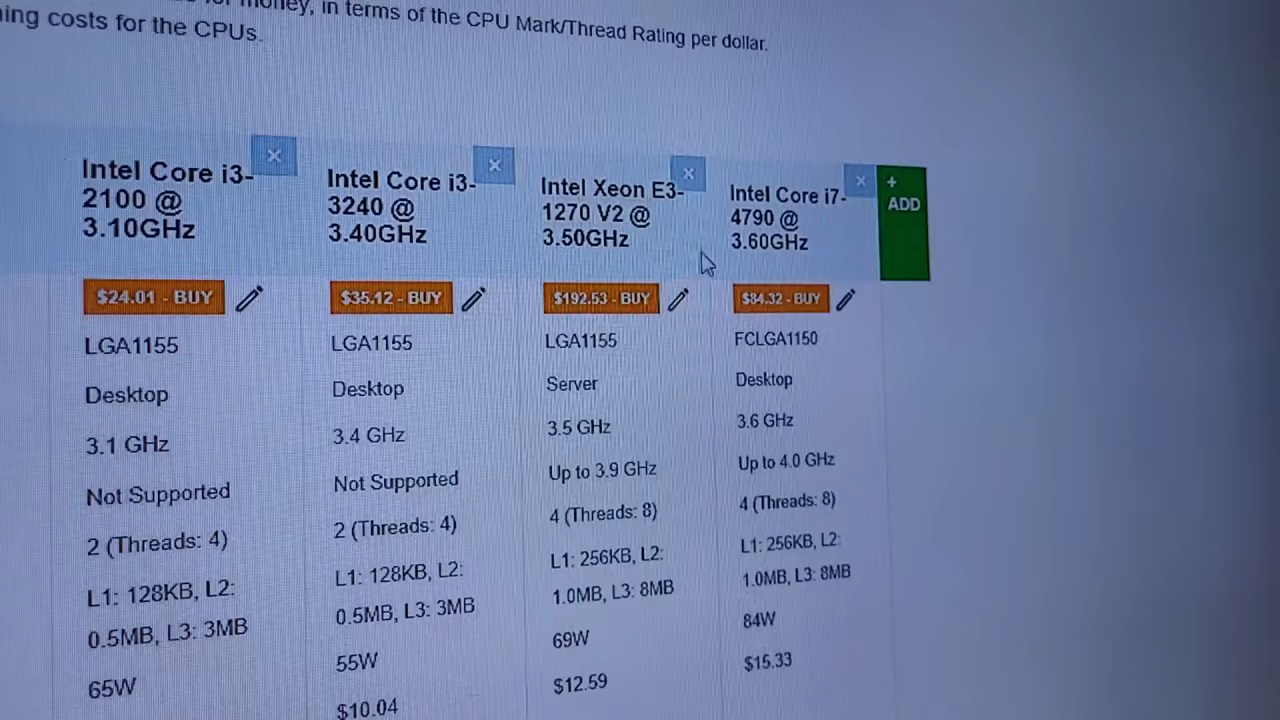 money, in terms of the CPU Mark/Thread Rating per dollar.
costs for the CPUs.
Intel Core i3-
2100 @
3.10GHz
×
Intel Core i3-
3240 @
3.40GHz
×
Intel Xeon E3-
1270 V2 @
3.50GHz
×
Intel Core i7-
4790 @
3.60GHz
×
+
ADD
$24.01 - BUY
$35.12 - BUY
$192.53 - BUY
$84.32 - BUY
LGA1155
LGA1155
LGA1155
FCLGA1150
Desktop
Desktop
Server
Desktop
3.1 GHz
3.4 GHz
3.5 GHz
3.6 GHz
Not Supported
Not Supported
Up to 3.9 GHz
Up to 4.0 GHz
2 (Threads: 4)
2 (Threads: 4)
4 (Threads: 8)
4 (Threads: 8)
L1: 128KB, L2:
0.5MB, L3: 3MB
L1: 128KB, L2:
0.5MB, L3: 3MB
L1: 256KB, L2:
1.0MB, L3: 8MB
L1: 256KB, L2:
1.0MB, L3: 8MB
65W
55W
69W
84W
$10.04
$12.59
$15.33